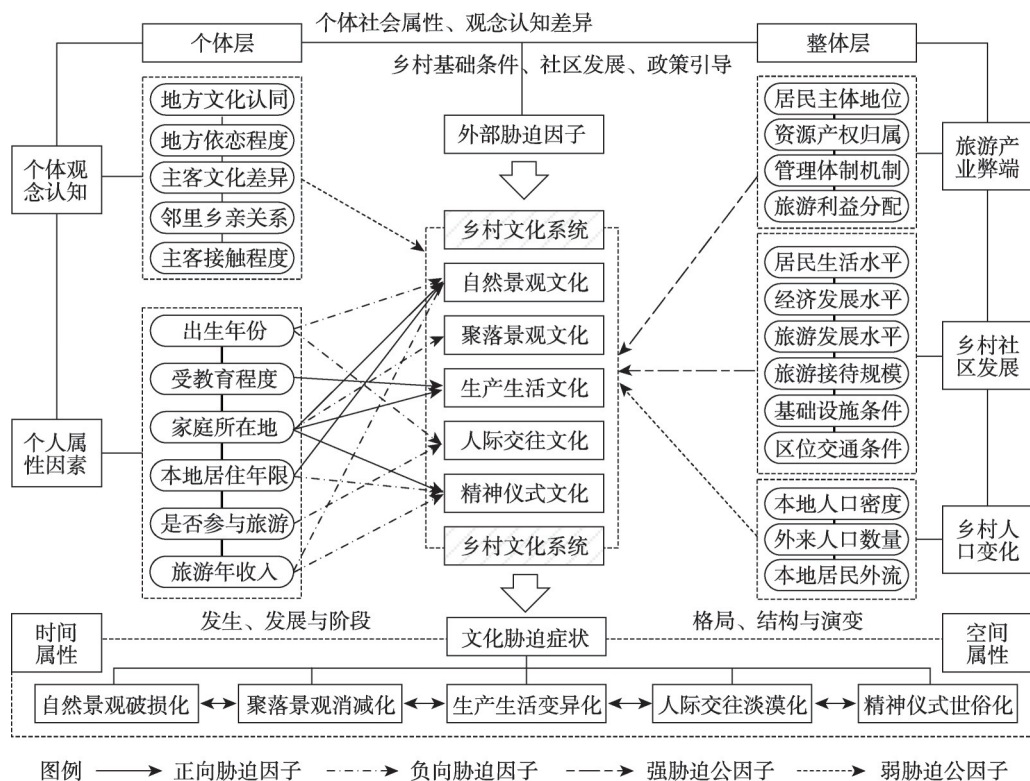 个体社会属性、观念认知差异
个体层
整体层
乡村基础条件、社区发展、政策引导
外部胁迫因子
个体观
念认知
地方文化认同
地方依恋程度
主客文化差异
邻里乡亲关系
主客接触程度
个人属
性因素
出生年份
受教育程度
家庭所在地
本地居住年限
是否参与旅游
旅游年收入
乡村文化系统
自然景观文化
聚落景观文化
生产生活文化
人际交往文化
精神仪式文化
乡村文化系统
居民主体地位
资源产权归属
管理体制机制
旅游利益分配
旅游产
业弊端
居民生活水平
经济发展水平
旅游发展水平
旅游接待规模
基础设施条件
区位交通条件
乡村社
区发展
本地人口密度
外来人口数量
本地居民外流
乡村人
口变化
时间
属性
发生、发展与阶段
文化胁迫症状
格局、结构与演变
空间
属性
自然景观破损化
聚落景观消减化
生产生活变异化
人际交往淡漠化
精神仪式世俗化
图例
正向胁迫因子
负向胁迫因子
强胁迫公因子
弱胁迫公因子